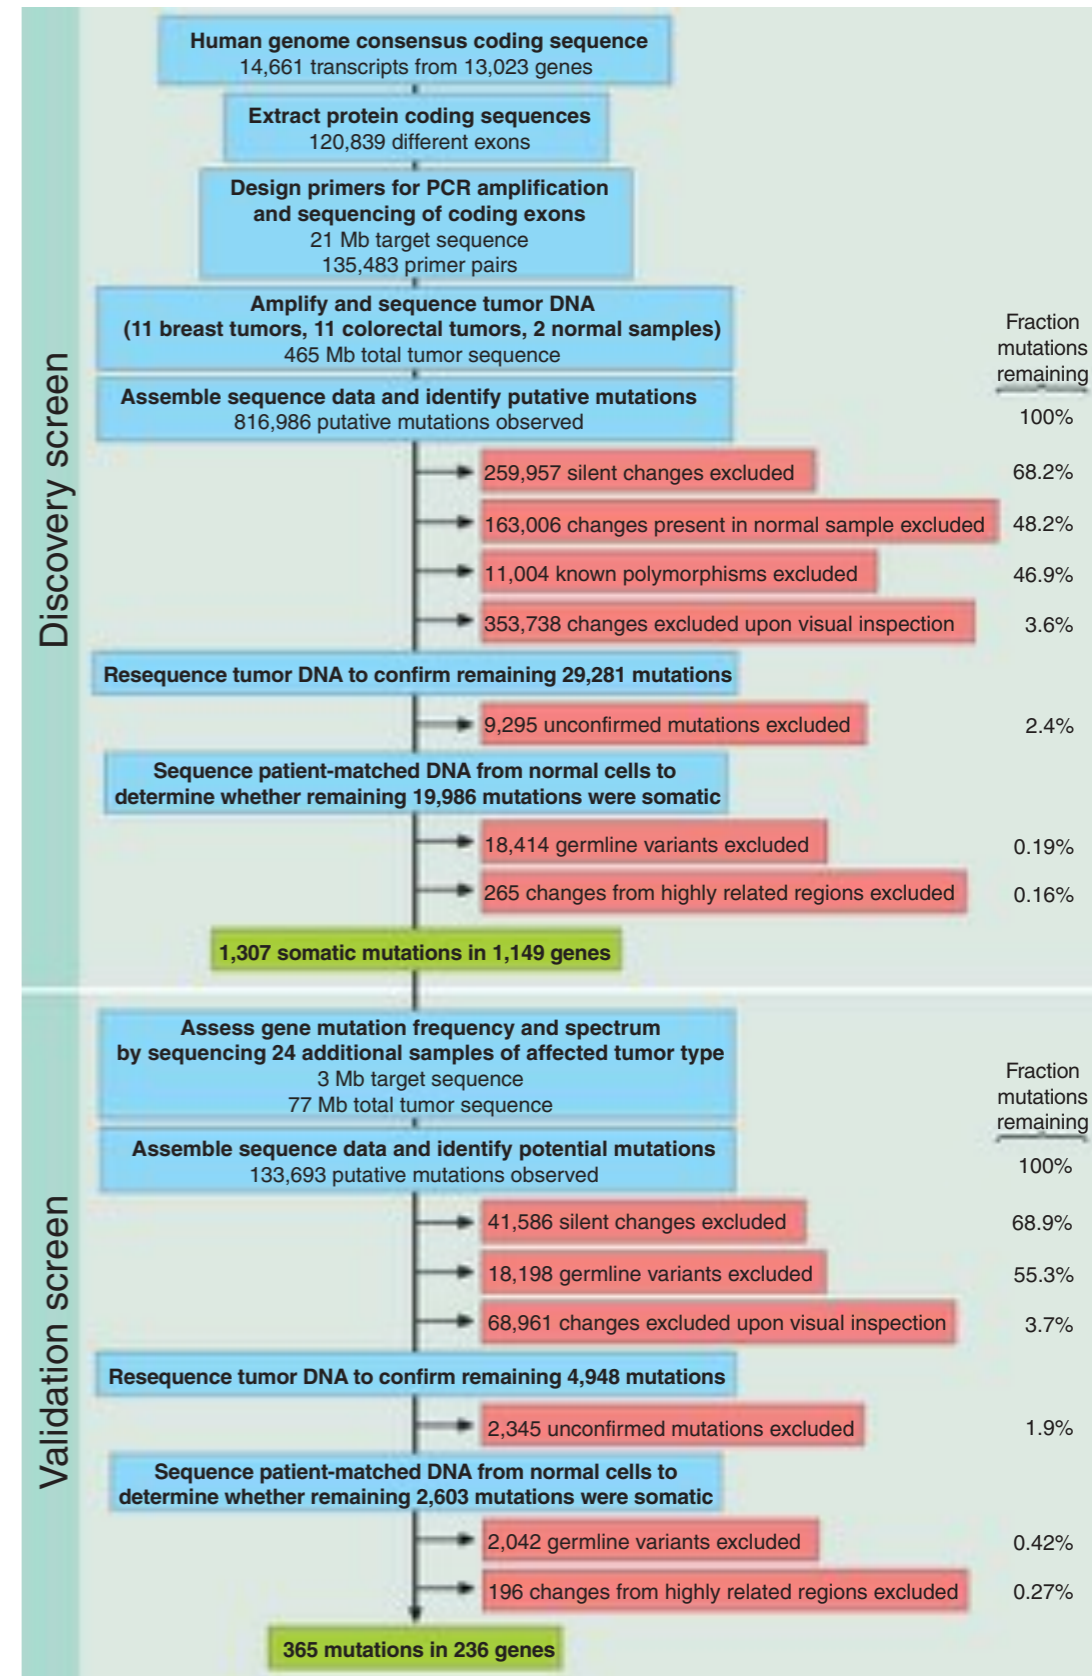 Discovery screen
Human genome consensus coding sequence
14,661 transcripts from 13,023 genes
Extract protein coding sequences
120,839 different exons
Design primers for PCR amplification
and sequencing of coding exons
21 Mb target sequence
135,483 primer pairs
Amplify and sequence tumor DNA
(11 breast tumors, 11 colorectal tumors, 2 normal samples)
465 Mb total tumor sequence
Fraction
mutations
remaining
Assemble sequence data and identify putative mutations
816,986 putative mutations observed
100%
259,957 silent changes excluded
68.2%
163,006 changes present in normal sample excluded
48.2%
11,004 known polymorphisms excluded
46.9%
353,738 changes excluded upon visual inspection
3.6%
Resequence tumor DNA to confirm remaining 29,281 mutations
9,295 unconfirmed mutations excluded
2.4%
Sequence patient-matched DNA from normal cells to
determine whether remaining 19,986 mutations were somatic
18,414 germline variants excluded
0.19%
265 changes from highly related regions excluded
0.16%
1,307 somatic mutations in 1,149 genes
Validation screen
Assess gene mutation frequency and spectrum
by sequencing 24 additional samples of affected tumor type
3 Mb target sequence
77 Mb total tumor sequence
Fraction
mutations
remaining
Assemble sequence data and identify potential mutations
133,693 putative mutations observed
100%
41,586 silent changes excluded
68.9%
18,198 germline variants excluded
55.3%
68,961 changes excluded upon visual inspection
3.7%
Resequence tumor DNA to confirm remaining 4,948 mutations
2,345 unconfirmed mutations excluded
1.9%
Sequence patient-matched DNA from normal cells to
determine whether remaining 2,603 mutations were somatic
2,042 germline variants excluded
0.42%
196 changes from highly related regions excluded
0.27%
365 mutations in 236 genes